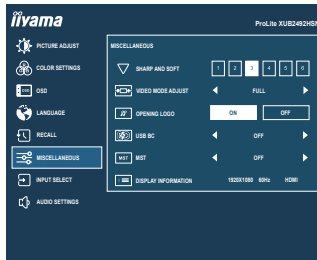 iiyama
ProLite XUB2492HSN
PICTURE ADJUST
COLOR SETTINGS
OSD
LANGUAGE
RECALL
MISCELLANEOUS
INPUT SELECT
AUDIO SETTINGS
MISCELLANEOUS
SHARP AND SOFT 1 2 3 4 5 6
VIDEO MODE ADJUST FULL
OPENING LOGO ON OFF
USB BC OFF
MST MST OFF
DISPLAY INFORMATION 1920X1080 60Hz HDMI